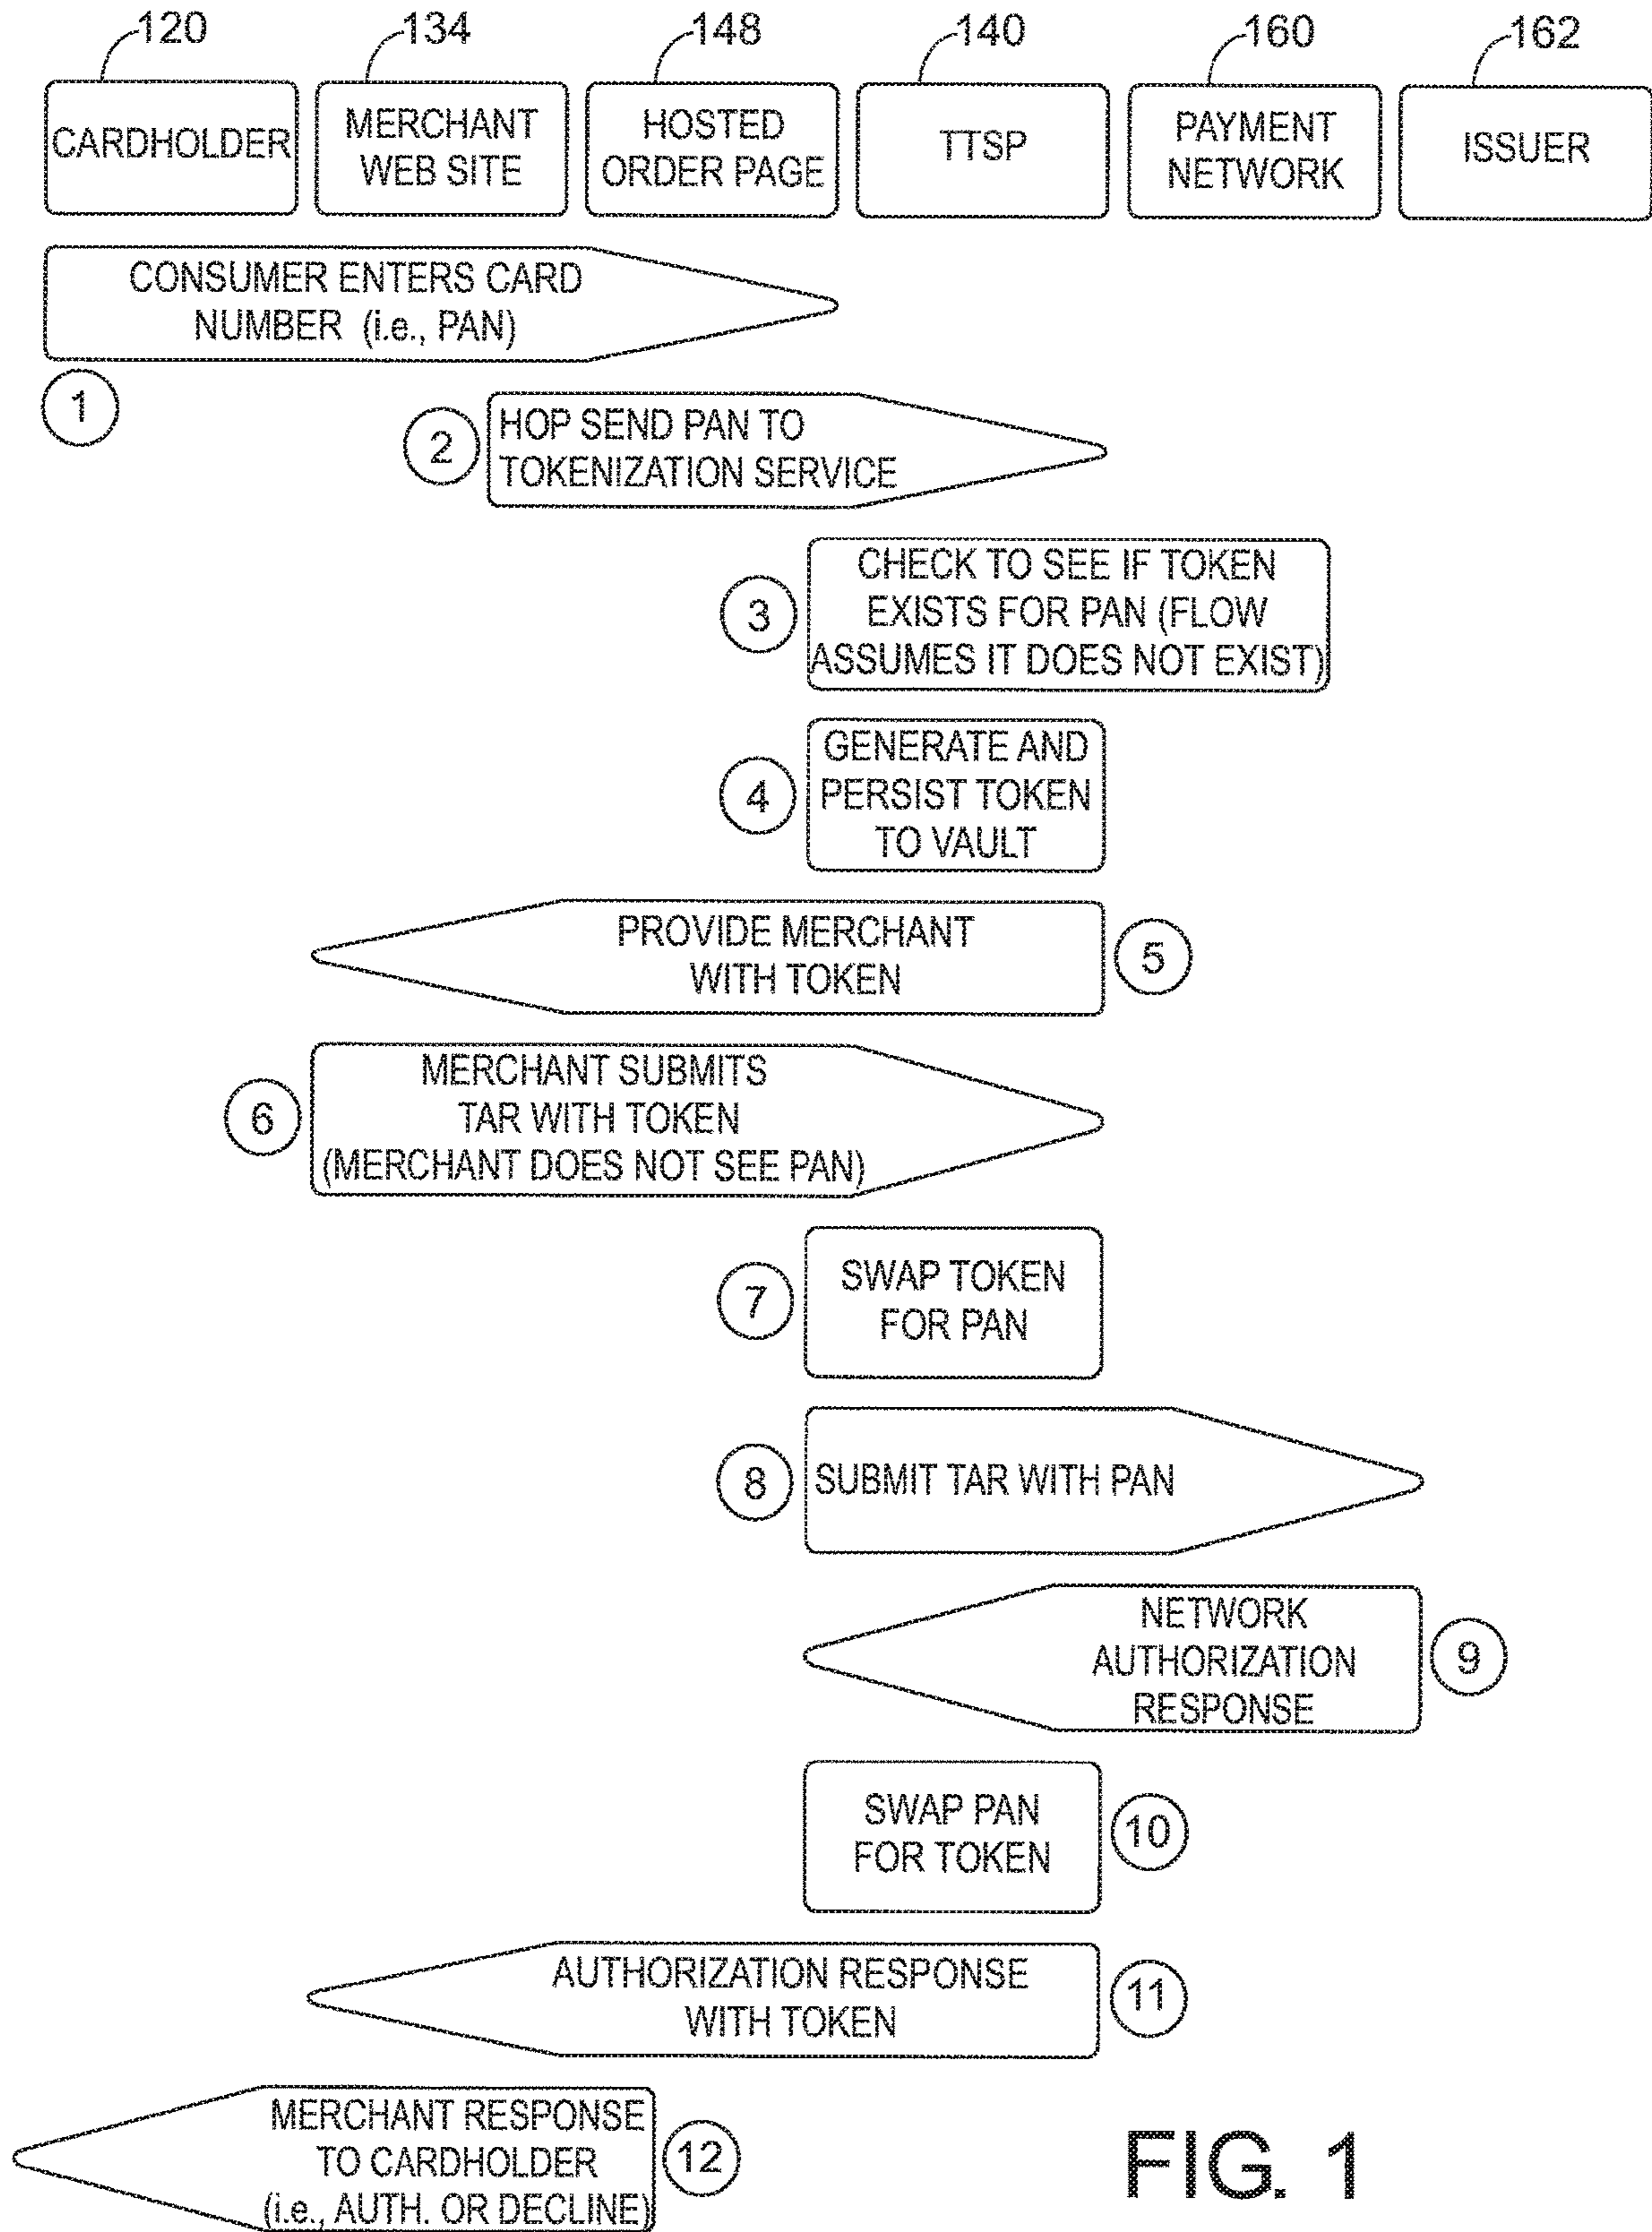 120
134
148
140
160
162
CARDHOLDER
MERCHANT
WEB SITE
HOSTED
ORDER PAGE
TTSP
PAYMENT
NETWORK
ISSUER
CONSUMER ENTERS CARD
NUMBER (i.e., PAN)
1
2
HOP SEND PAN TO
TOKENIZATION SERVICE
3
CHECK TO SEE IF TOKEN
EXISTS FOR PAN (FLOW
ASSUMES IT DOES NOT EXIST)
4
GENERATE AND
PERSIST TOKEN
TO VAULT
PROVIDE MERCHANT
WITH TOKEN
5
6
MERCHANT SUBMITS
TAR WITH TOKEN
(MERCHANT DOES NOT SEE PAN)
7
SWAP TOKEN
FOR PAN
8
SUBMIT TAR WITH PAN
NETWORK
AUTHORIZATION
RESPONSE
9
SWAP PAN
FOR TOKEN
10
AUTHORIZATION RESPONSE
WITH TOKEN
11
MERCHANT RESPONSE
TO CARDHOLDER
(i.e., AUTH. OR DECLINE)
12
FIG. 1